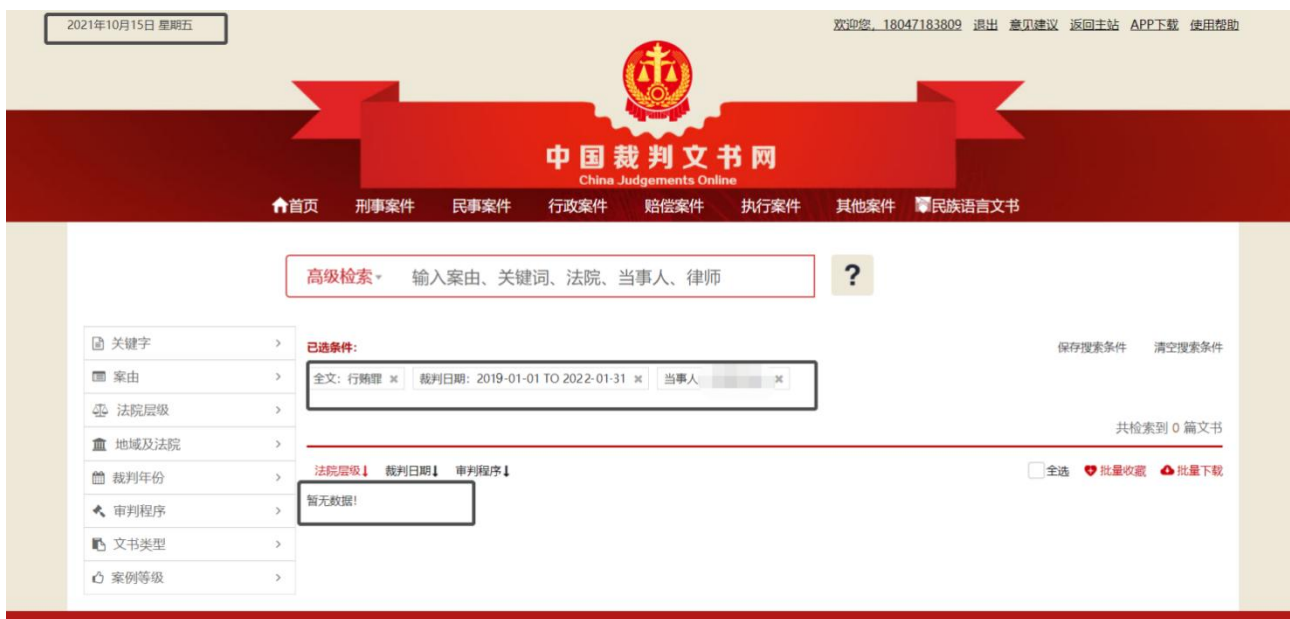 2021年10月15日 星期五
欢迎您，18047183809 退出 意见建议 返回主站 APP下载 使用帮助
中国裁判文书网
China Judgements Online
首页 刑事案件 民事案件 行政案件 赔偿案件 执行案件 其他案件 民族语言文书
高级检索 输入案由、关键词、法院、当事人、律师 ?
关键字
案由
法院层级
地域及法院
裁判年份
审判程序
文书类型
案例等级
已选条件：
保存搜索条件 清空搜索条件
全文：行贿罪 × 裁判日期：2019-01-01 TO 2022-01-31 × 当事人 ×
共检索到 0 篇文书
法院层级 裁判日期 审判程序
全选 批量收藏 批量下载
暂无数据!